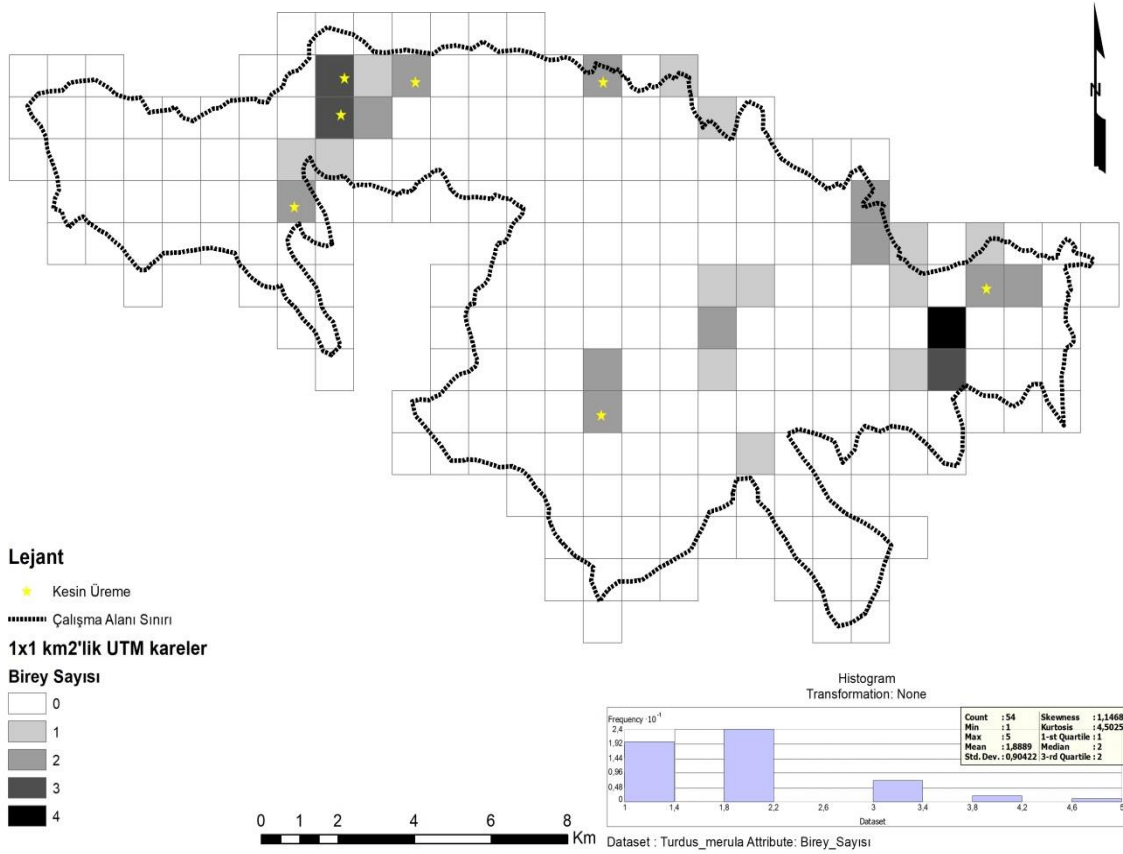 N
Lejant
Kesin Üreme
Çalışma Alanı Sınırı
1x1 km2'lik UTM kareler
Birey Sayısı
0
1
2
3
4
0 1 2 4 6 8
Km
Histogram
Transformation: None
Frequency ·10⁻¹
2,4
1,92
1,44
0,96
0,48
0
1 1,4 1,8 2,2 2,6 3 3,4 3,8 4,2 4,6 5
Dataset
Count : 54 Skewness : 1,1468
Min : 1 Kurtosis : 4,5025
Max : 5 1-st Quartile : 1
Mean : 1,8889 Median : 2
Std. Dev. : 0,90422 3-rd Quartile : 2
Dataset : Turdus_merula Attribute: Birey_Sayısı